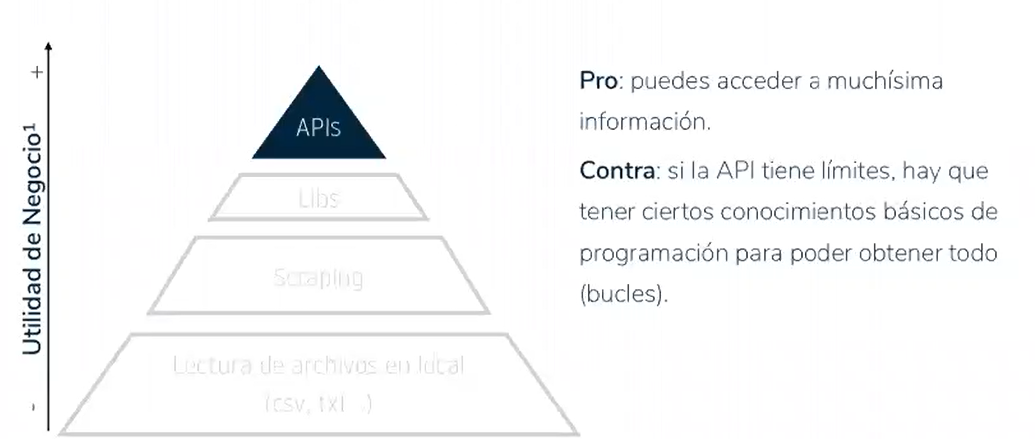 +
Utilidad de Negocio¹
-
APIs
Libs
Scraping
Lectura de archivos en local
(csv, txt...)
Pro: puedes acceder a muchísima
información.
Contra: si la API tiene límites, hay que
tener ciertos conocimientos básicos de
programación para poder obtener todo
(bucles).